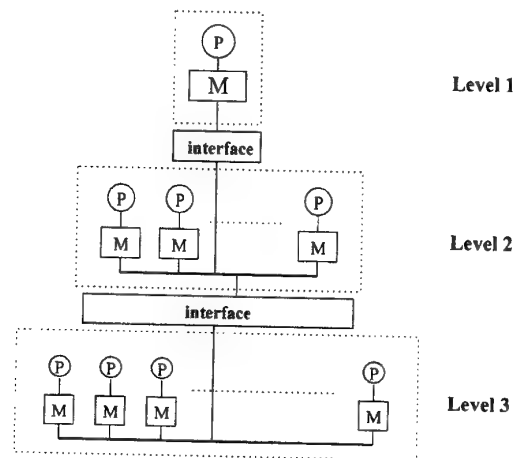 P
M
Level 1
interface
P P P
M M M
Level 2
interface
P P P P
M M M M
Level 3